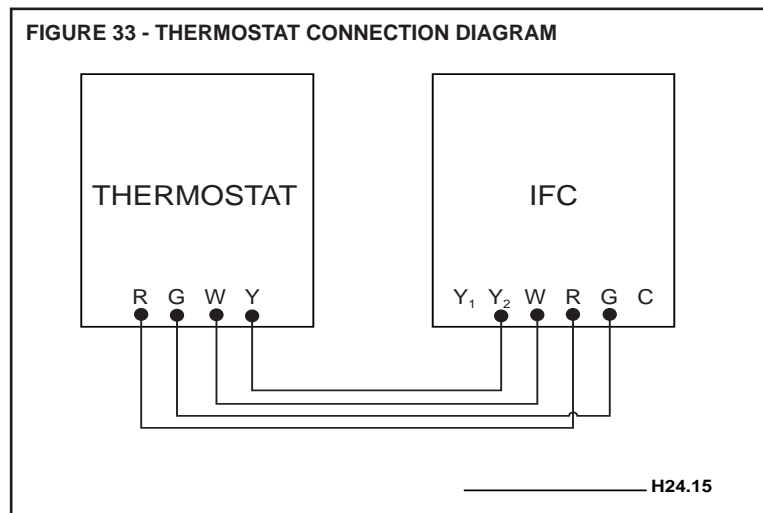 FIGURE 33 - THERMOSTAT CONNECTION DIAGRAM
THERMOSTAT
IFC
R G W Y
Y₁ Y₂ W R G C
H24.15